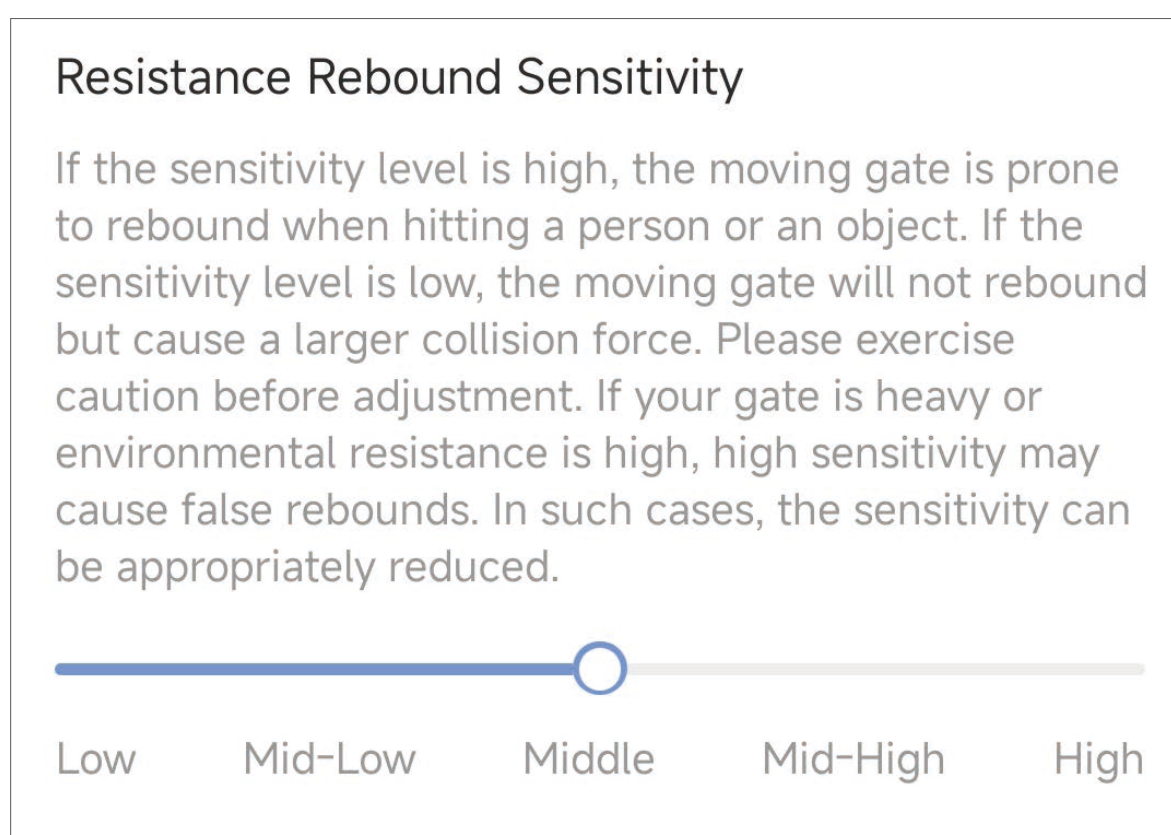 Resistance Rebound Sensitivity
If the sensitivity level is high, the moving gate is prone
to rebound when hitting a person or an object. If the
sensitivity level is low, the moving gate will not rebound
but cause a larger collision force. Please exercise
caution before adjustment. If your gate is heavy or
environmental resistance is high, high sensitivity may
cause false rebounds. In such cases, the sensitivity can
be appropriately reduced.
Low Mid-Low Middle Mid-High High